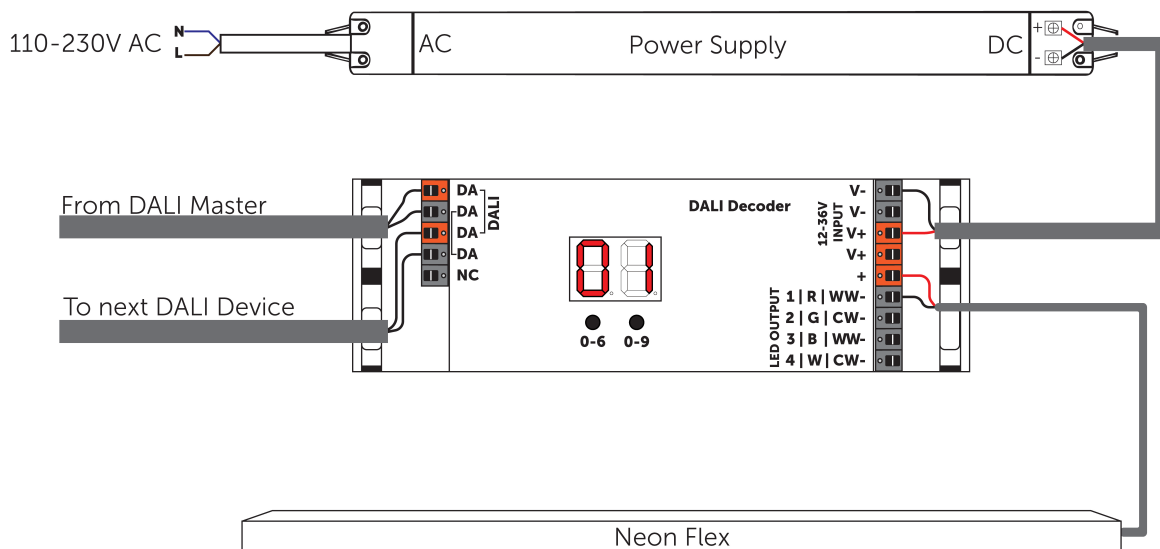 110-230V AC
N
L
AC
Power Supply
DC
+
-
From DALI Master
To next DALI Device
DA
DA
DA
DA
NC
DALI
DALI Decoder
01
0-6 0-9
12-36V
INPUT
V-
V-
V+
V+
+
LED OUTPUT
1 | R | WW-
2 | G | CW-
3 | B | WW-
4 | W | CW-
Neon Flex